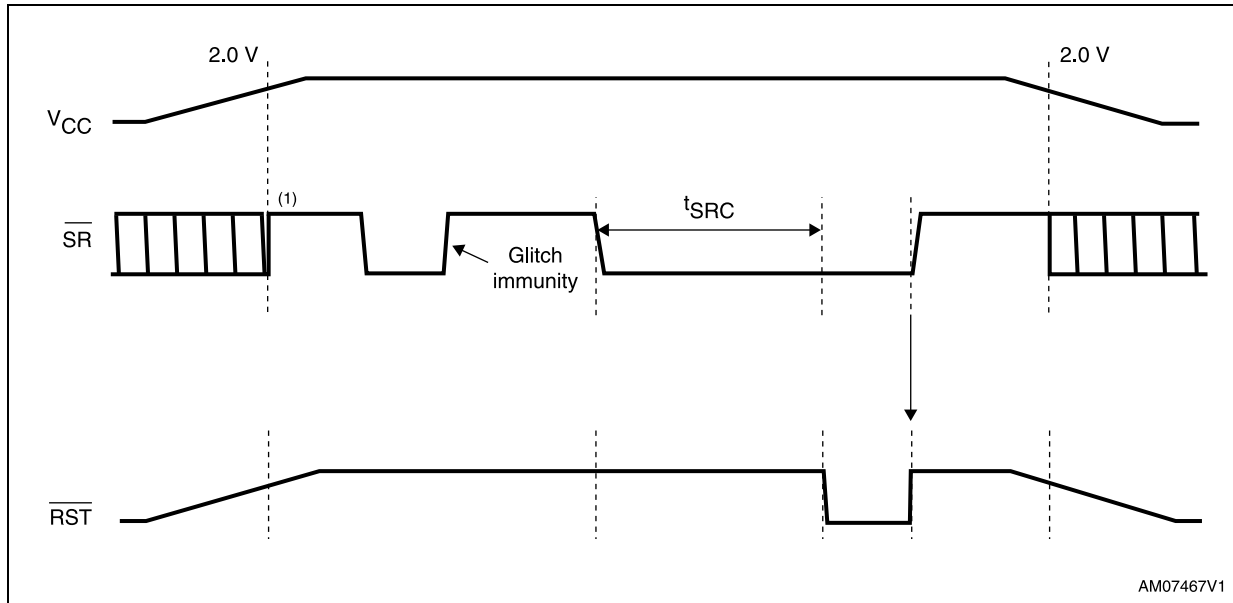 2.0 V
2.0 V
VCC
(1)
SR
tSRC
Glitch
immunity
RST
AM07467V1